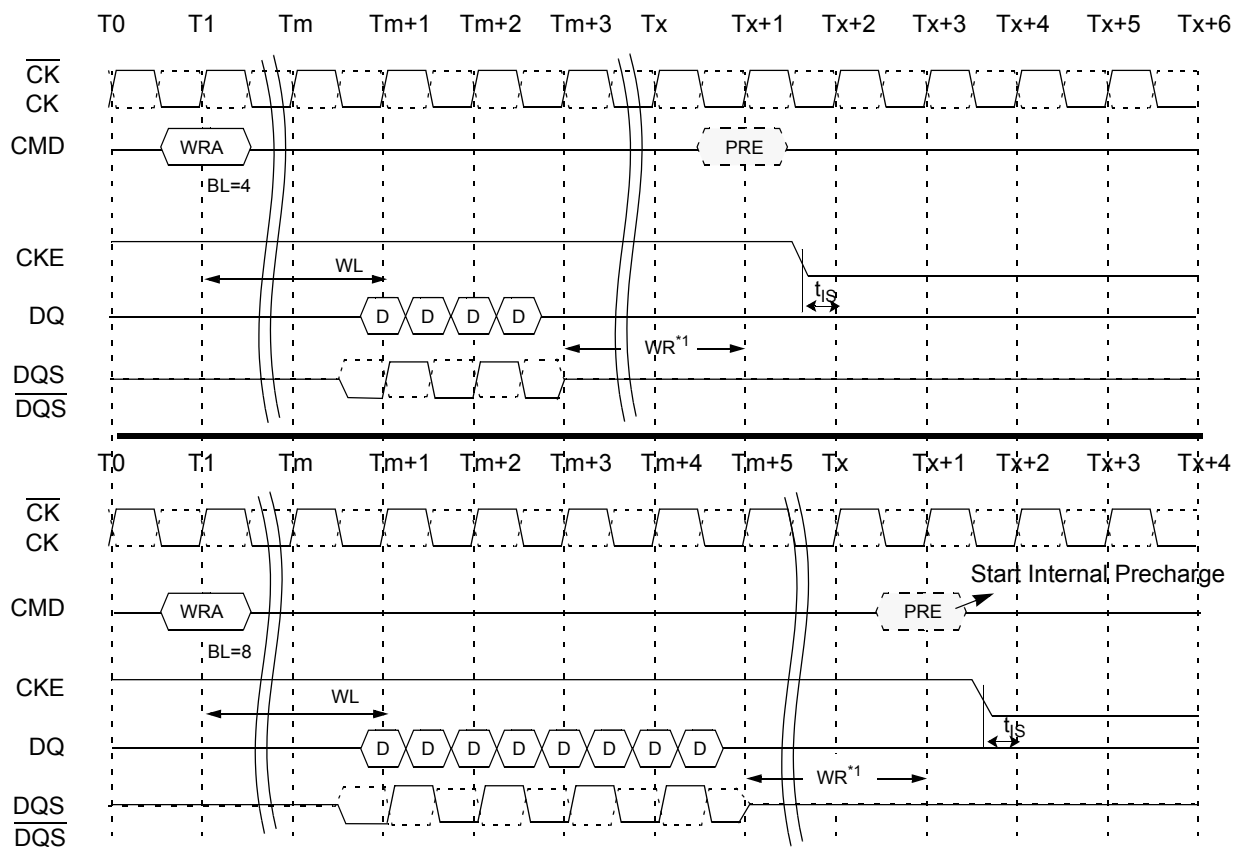 T0 T1 Tm Tm+1 Tm+2 Tm+3 Tx Tx+1 Tx+2 Tx+3 Tx+4 Tx+5 Tx+6
CK
CK
CMD WRA PRE
BL=4
CKE
WL
tIS
DQ D D D D
WR*1
DQS
DQS
T0 T1 Tm Tm+1 Tm+2 Tm+3 Tm+4 Tm+5 Tx Tx+1 Tx+2 Tx+3 Tx+4
CK
CK
Start Internal Precharge
CMD WRA PRE
BL=8
CKE
WL
tIS
DQ D D D D D D D D
WR*1
DQS
DQS